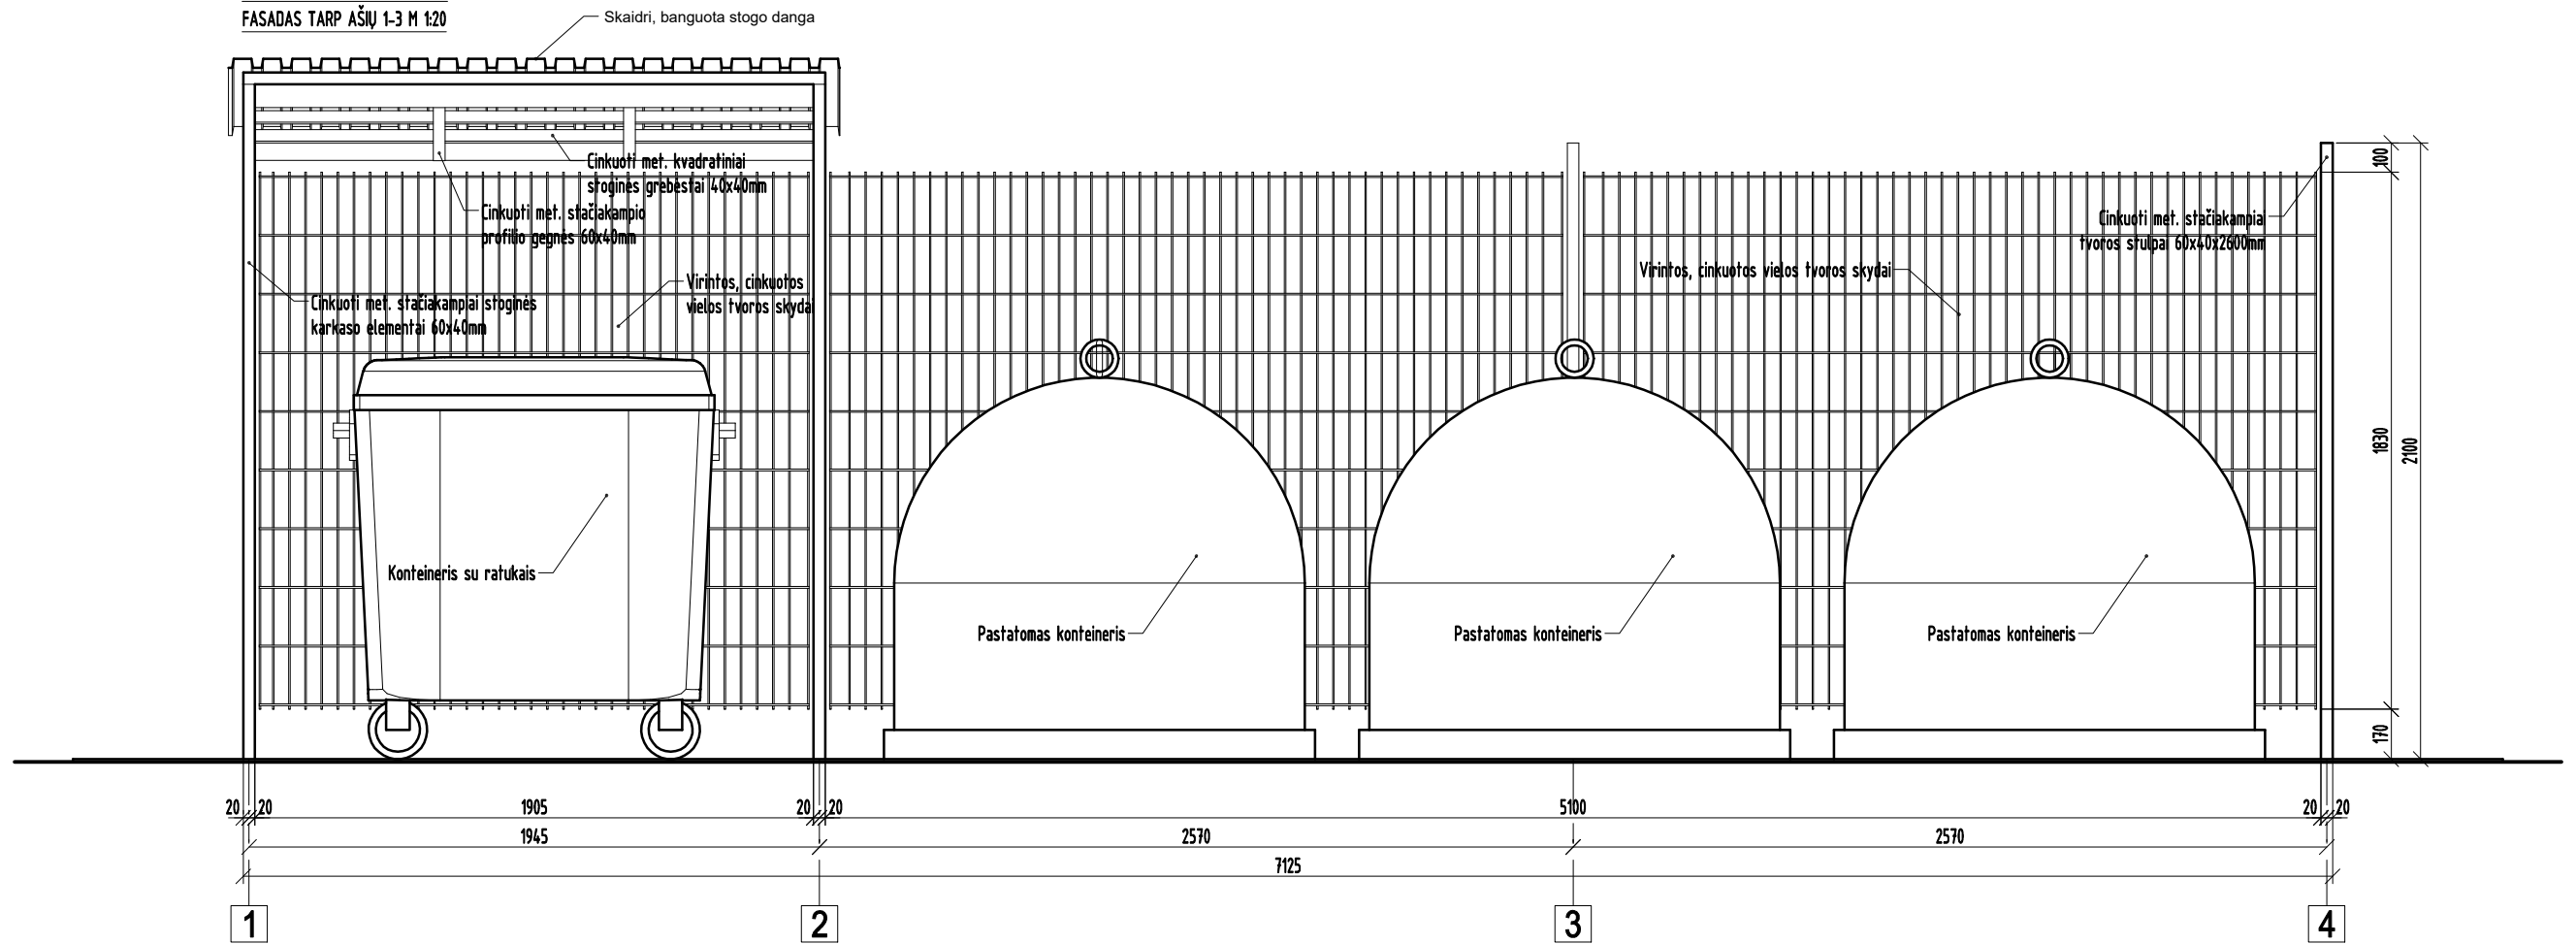 FASADAS TARP AŠIŲ 1-3 M 1:20
Skaidri, banguota stogo danga
Cinkuoti met. kvadratiniai
stoginės grebėstai 40x40mm
Cinkuoti met. stačiakampio
profilio gegnės 60x40mm
Cinkuoti met. stačiakampiai stoginės
karkaso elementai 60x40mm
Virintos, cinkuotos
vielos tvoros skydai
Cinkuoti met. stačiakampiai
tvoros stulpai 60x40x2600mm
Virintos, cinkuotos vielos tvoros skydai
Konteineris su ratukais
Pastatomas konteineris
Pastatomas konteineris
Pastatomas konteineris
100
1830
2100
170
20 20 1905 20 20 5100 20 20
1945 2570 2570
7125
1 2 3 4